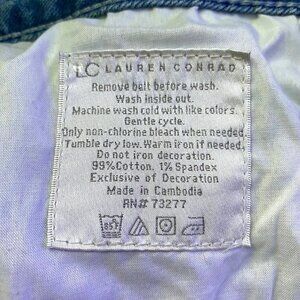 LC LAUREN CONRAD
Remove belt before wash.
Wash inside out.
Machine wash cold with like colors.
Gentle cycle.
Only non-chlorine bleach when needed.
Tumble dry low. Warm iron if needed.
Do not iron decoration.
99% Cotton. 1% Spandex
Exclusive of Decoration
Made in Cambodia
RN# 73277